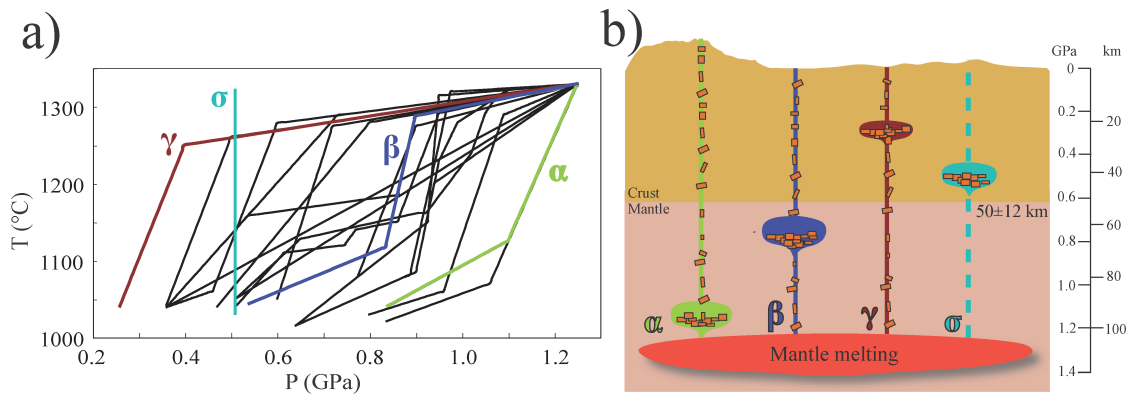 a)
T (°C)
1300
1200
1100
1000
0.2
0.4
0.6
0.8
1.0
1.2
P (GPa)
γ
σ
β
α
b)
GPa
km
0
0.2
0.4
0.6
0.8
1.0
1.2
1.4
20
40
60
80
100
Crust
Mantle
50±12 km
α
β
γ
σ
Mantle melting